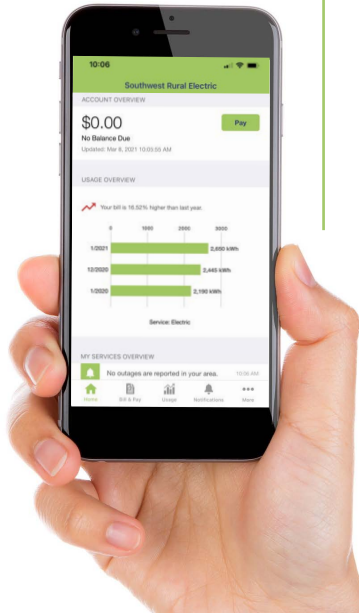 10:06
Southwest Rural Electric
ACCOUNT OVERVIEW
$0.00
Pay
No Balance Due
Updated: Mar 8, 2021 10:03:55 AM
USAGE OVERVIEW
Your bill is 16.82% higher than last year.
0 1000 2000 3000
1/2021 2,650 kWh
12/2020 2,445 kWh
1/2020 2,190 kWh
Service: Electric
MY SERVICES OVERVIEW
No outages are reported in your area. 10:06 AM
Home Bill & Pay Usage Notifications More